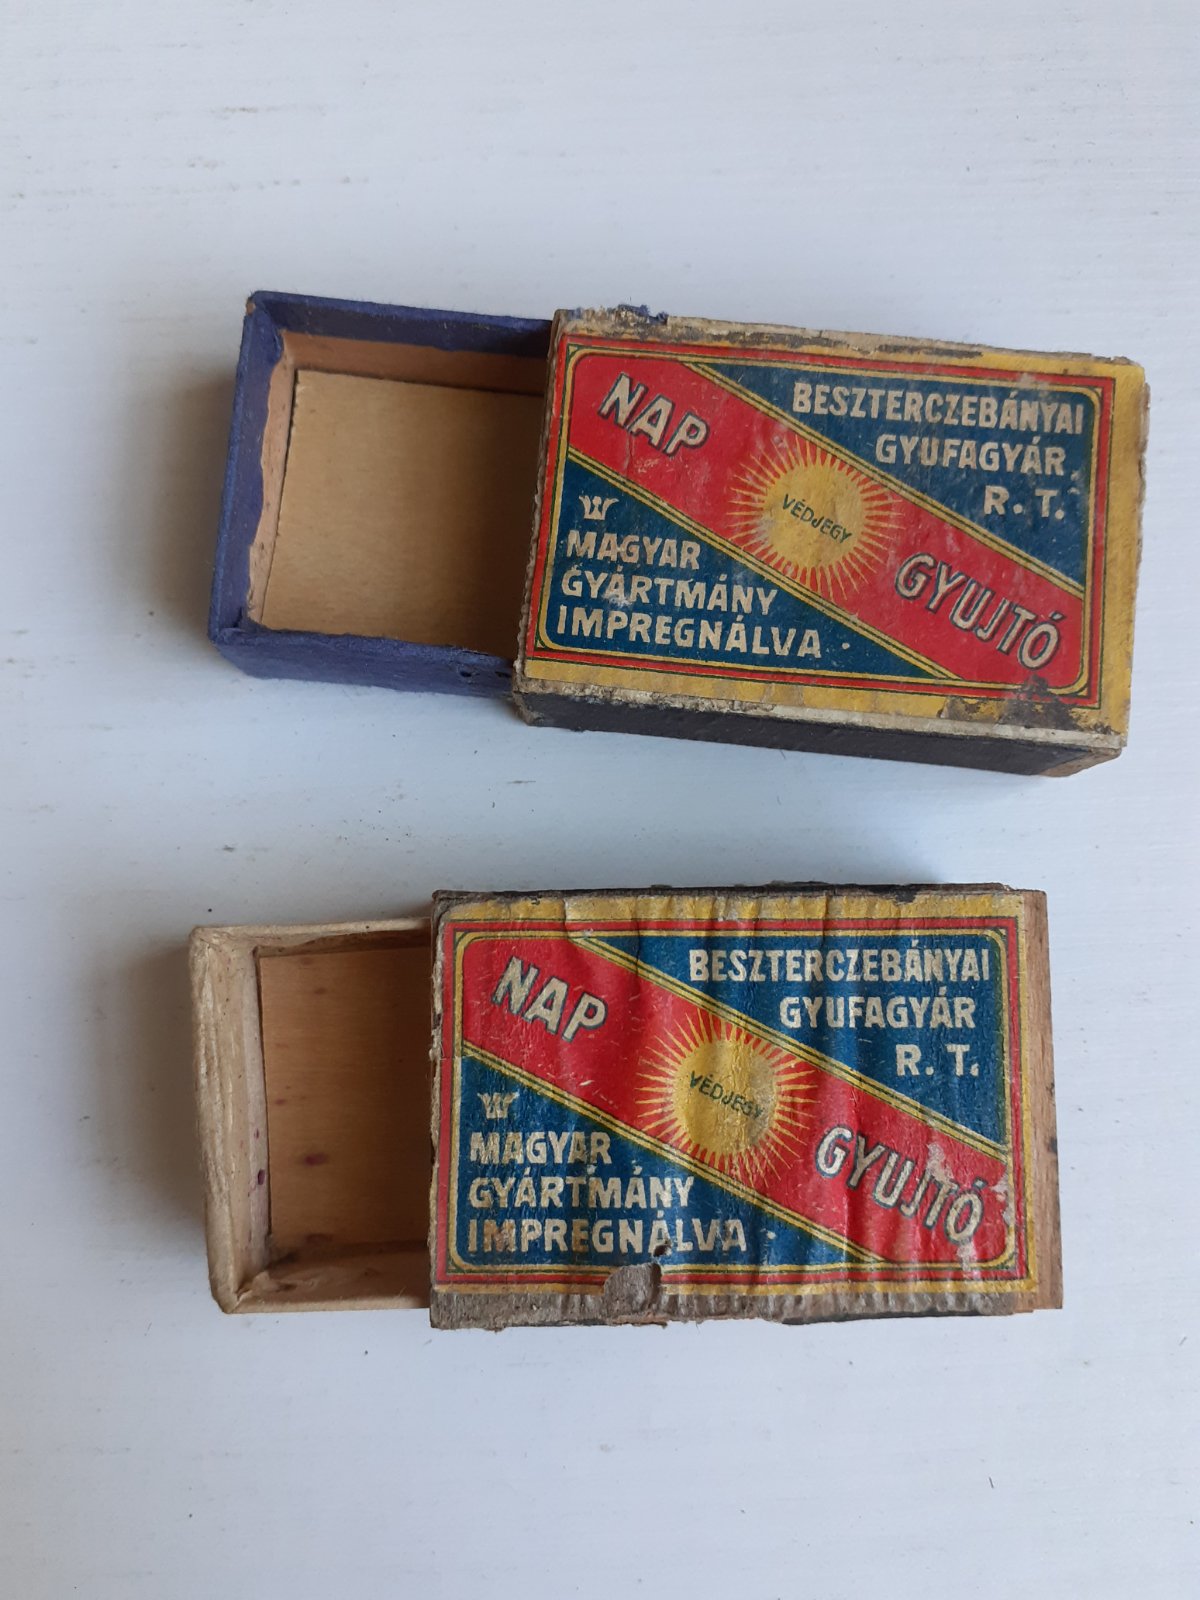 NAP
GYUJTÓ
VÉDJEGY
BESZTERCZEBÁNYAI
GYUFAGYÁR
R. T.
MAGYAR
GYÁRTMÁNY
IMPREGNÁLVA
NAP
GYUJTÓ
VÉDJEGY
BESZTERCZEBÁNYAI
GYUFAGYÁR
R. T.
MAGYAR
GYÁRTMÁNY
IMPREGNÁLVA